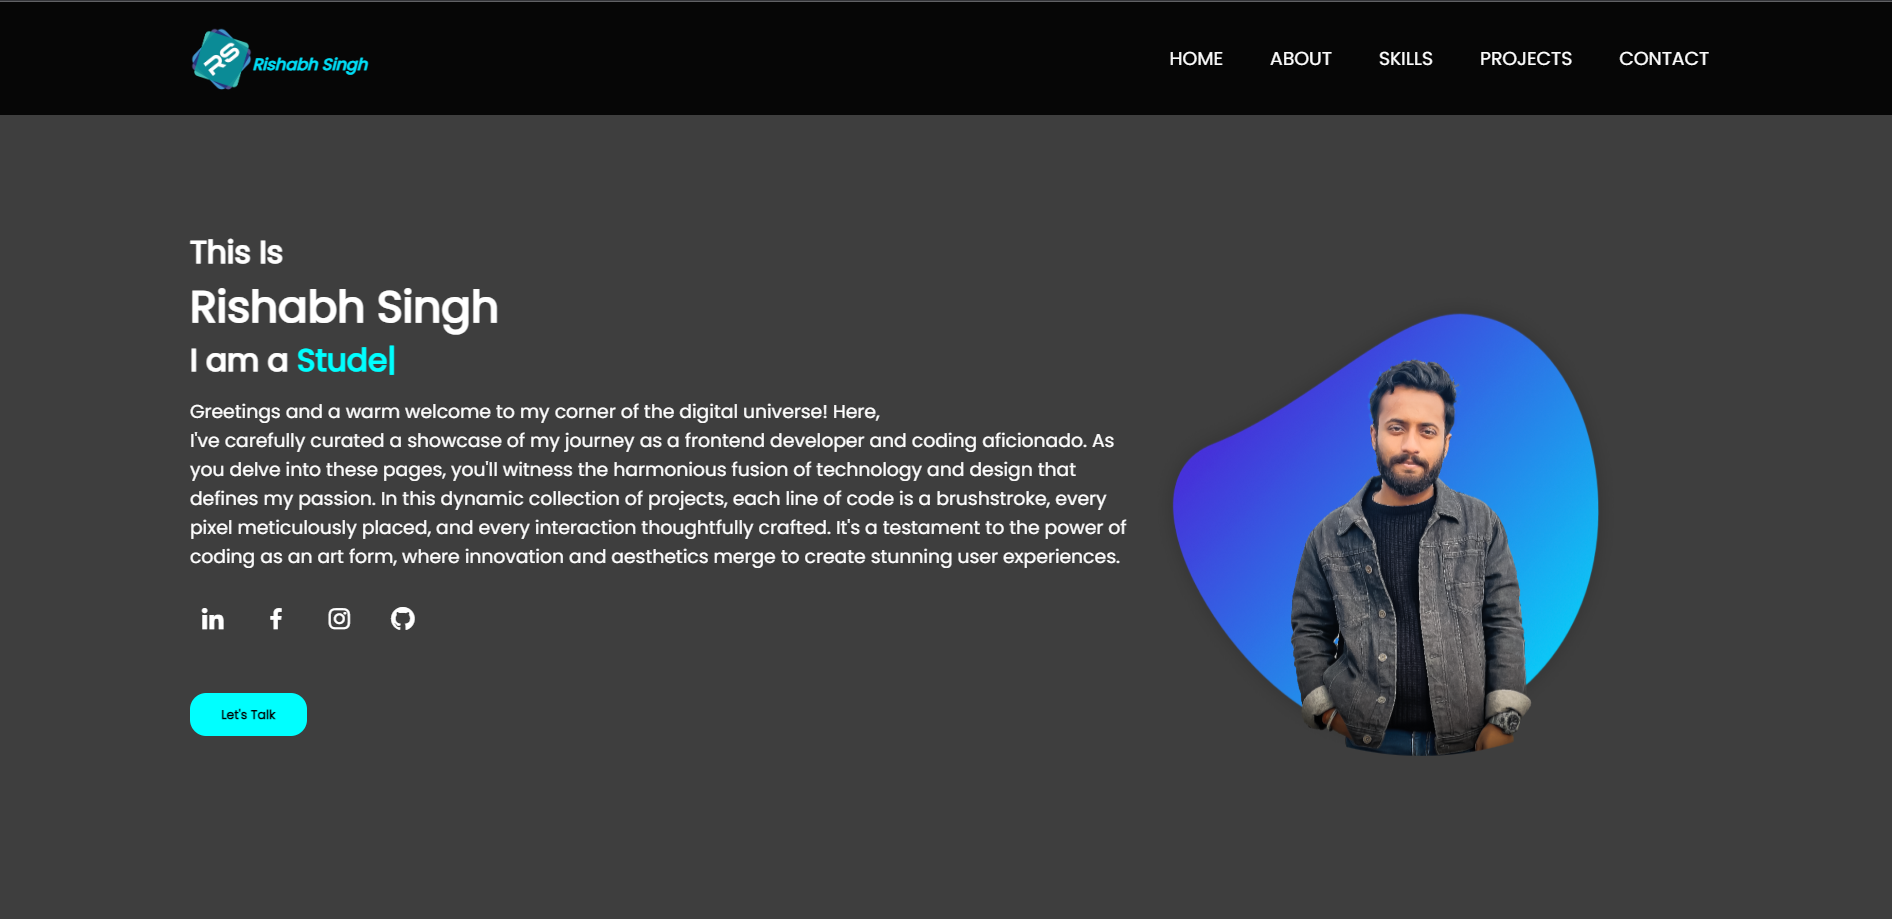 RS Rishabh Singh
HOME ABOUT SKILLS PROJECTS CONTACT
This Is
Rishabh Singh
I am a Stude|
Greetings and a warm welcome to my corner of the digital universe! Here,
I've carefully curated a showcase of my journey as a frontend developer and coding aficionado. As
you delve into these pages, you'll witness the harmonious fusion of technology and design that
defines my passion. In this dynamic collection of projects, each line of code is a brushstroke, every
pixel meticulously placed, and every interaction thoughtfully crafted. It's a testament to the power of
coding as an art form, where innovation and aesthetics merge to create stunning user experiences.
Let's Talk